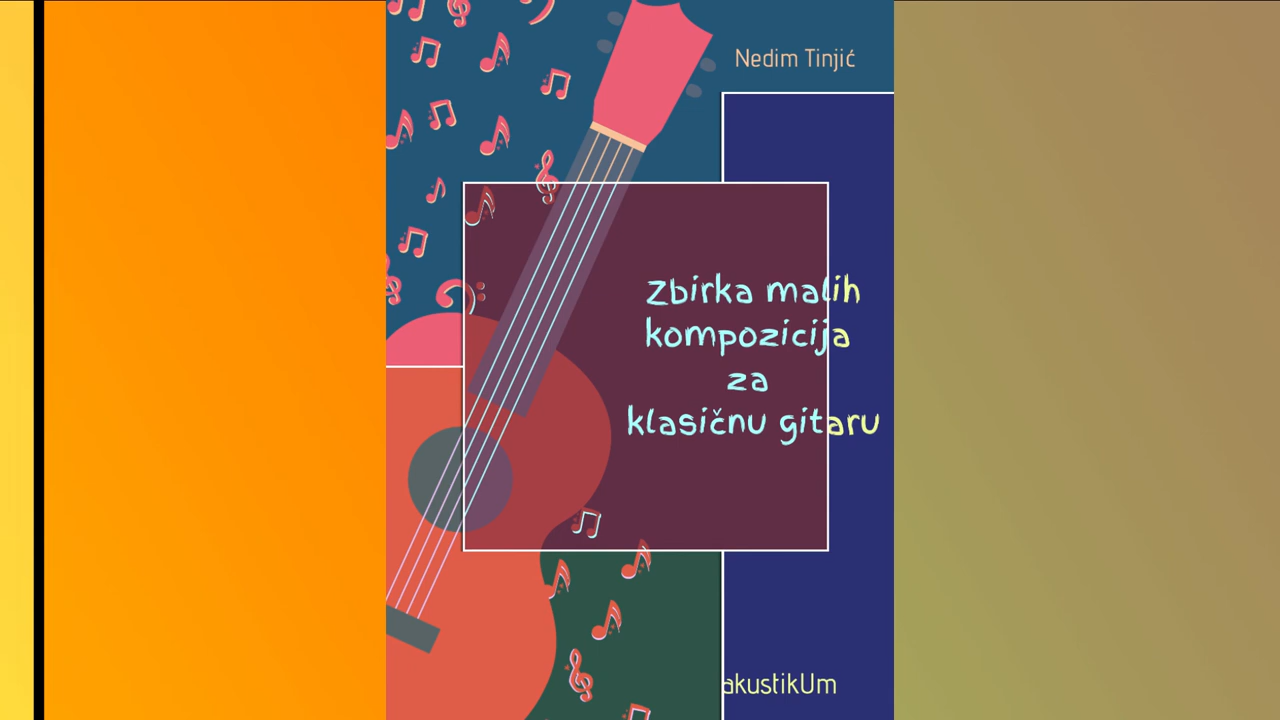 Nedim Tinjić
Zbirka malih
kompozicija
za
klasičnu gitaru
akustikUm